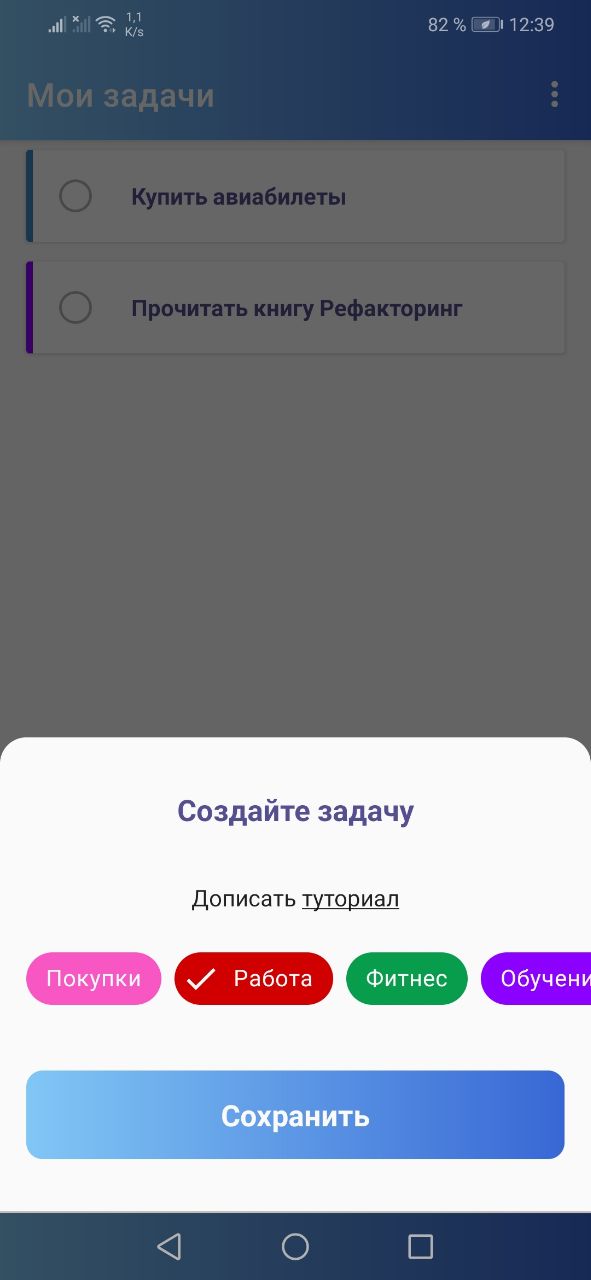 1,1
K/s
82 %
12:39
Мои задачи
Купить авиабилеты
Прочитать книгу Рефакторинг
Создайте задачу
Дописать туториал
Покупки
Работа
Фитнес
Обучени
Сохранить